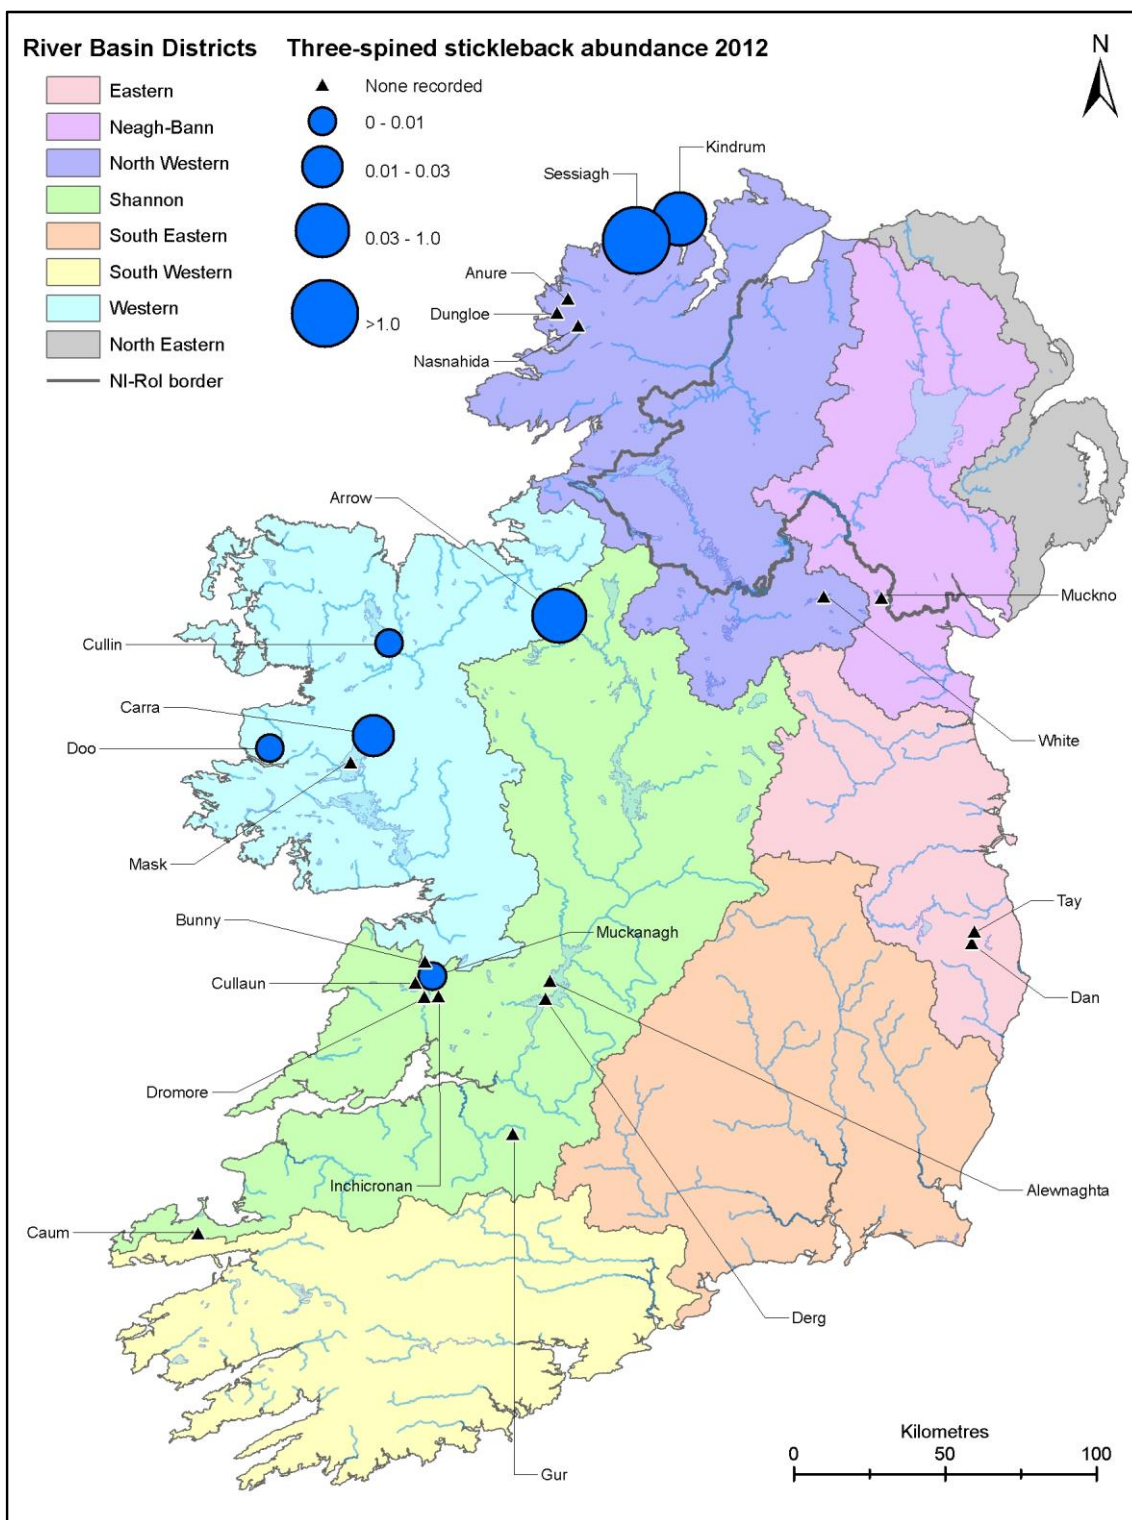 River Basin Districts
Eastern
Neagh-Bann
North Western
Shannon
South Eastern
South Western
Western
North Eastern
NI-RoI border
Three-spined stickleback abundance 2012
None recorded
0 - 0.01
0.01 - 0.03
0.03 - 1.0
>1.0
N
Kindrum
Sessiagh
Anure
Dungloe
Nasnahida
Arrow
Muckno
Cullin
Carra
White
Doo
Mask
Tay
Bunny
Muckanagh
Cullaun
Dan
Dromore
Inchicronan
Alewnaghta
Caum
Derg
Gur
Kilometres
0 50 100